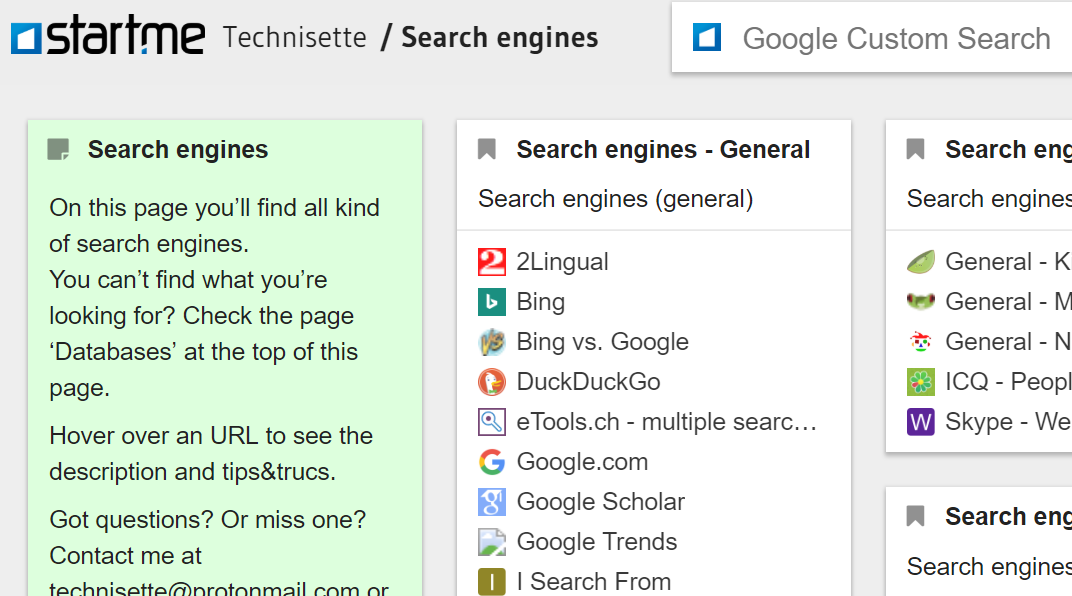 startme Technisette / Search engines
Google Custom Search
Search engines
On this page you’ll find all kind
of search engines.
You can’t find what you’re
looking for? Check the page
‘Databases’ at the top of this
page.
Hover over an URL to see the
description and tips&trucs.
Got questions? Or miss one?
Contact me at
technisette@protonmail.com or
Search engines - General
Search engines (general)
2Lingual
Bing
Bing vs. Google
DuckDuckGo
eTools.ch - multiple searc…
Google.com
Google Scholar
Google Trends
I Search From
Search eng
Search engines
General - K
General - M
General - N
ICQ - Peopl
Skype - We
Search eng
Search engines